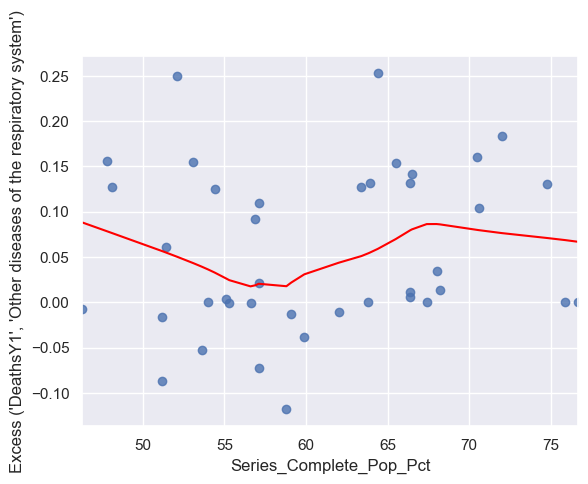 Excess ('DeathsY1', 'Other diseases of the respiratory system')
0.25
0.20
0.15
0.10
0.05
0.00
−0.05
−0.10
50 55 60 65 70 75
Series_Complete_Pop_Pct